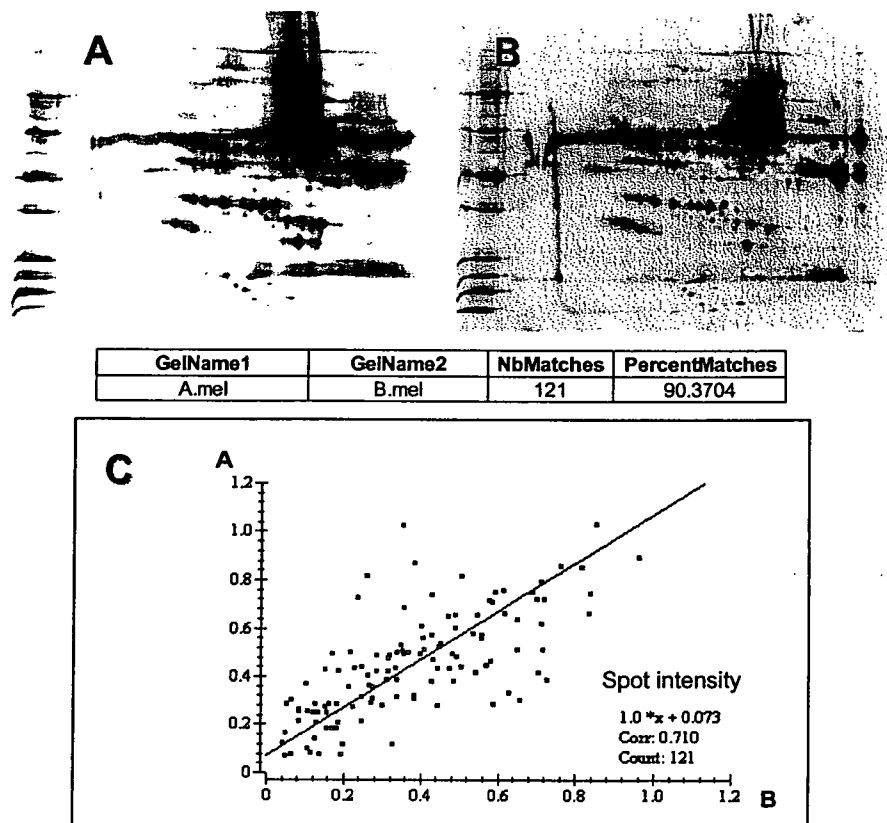 A
B
GelName1 GelName2 NbMatches PercentMatches
A.mel B.mel 121 90.3704
C
A
1.2
1.0
0.8
0.6
0.4
0.2
0
Spot intensity
1.0 *x + 0.073
Corr: 0.710
Count: 121
0 0.2 0.4 0.6 0.8 1.0 1.2
B